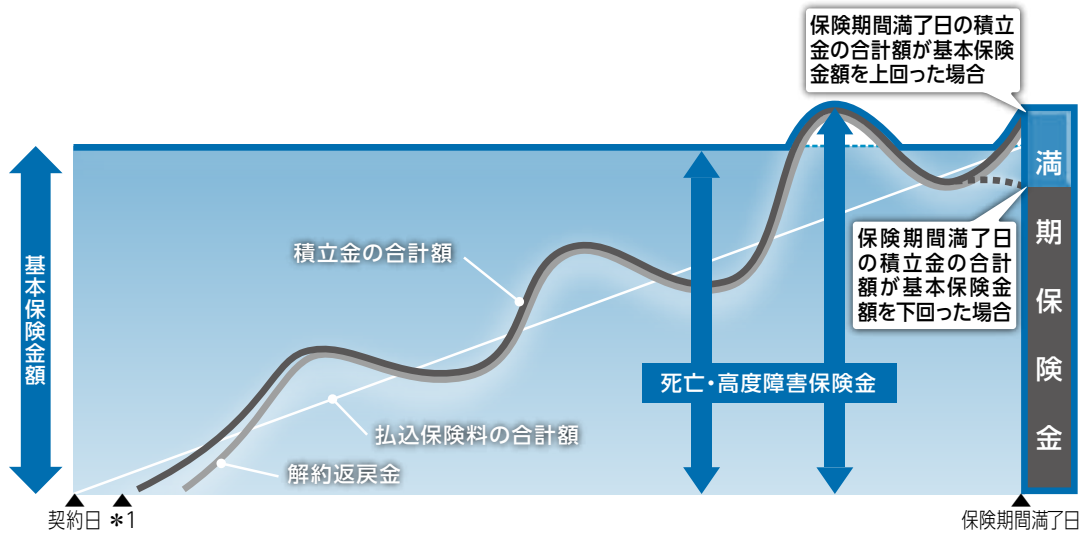 保険期間満了日の積立
金の合計額が基本保険
金額を上回った場合
基本保険金額
積立金の合計額
保険期間満了日
の積立金の合計
額が基本保険金
額を下回った場合
満期保険金
死亡・高度障害保険金
払込保険料の合計額
解約返戻金
契約日 *1
保険期間満了日